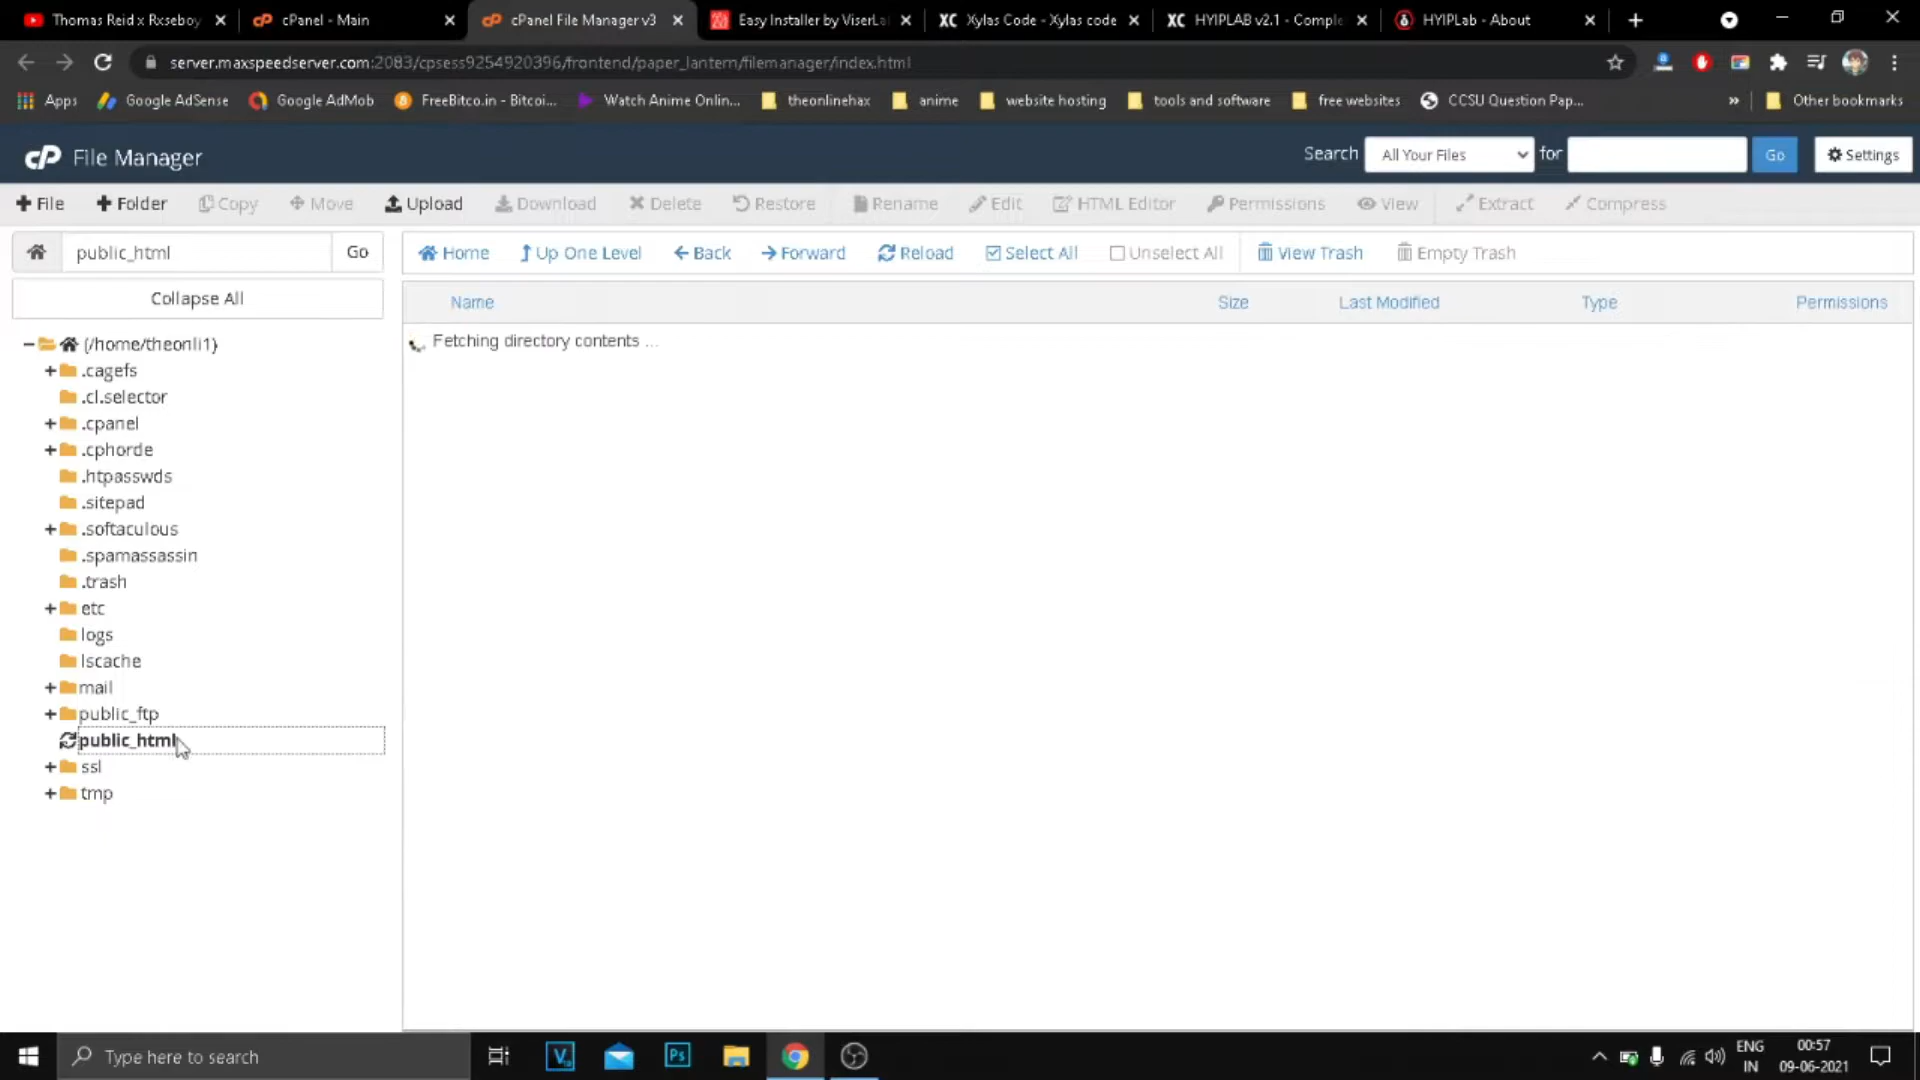 Thomas Reid x Rxseboy
cPanel - Main
cPanel File Manager v3
Easy Installer by ViserLa
Xylas Code - Xylas code
HYIPLAB v2.1 - Comple
HYIPLab - About
server.maxspeedserver.com:2083/cpsess9254920396/frontend/paper_lantern/filemanager/index.html
Apps
Google AdSense
Google AdMob
FreeBitco.in - Bitcoi...
Watch Anime Onlin...
theonlinehax
anime
website hosting
tools and software
free websites
CCSU Question Pap...
»
Other bookmarks
cP File Manager
Search
All Your Files
for
Go
Settings
+ File
+ Folder
Copy
Move
Upload
Download
Delete
Restore
Rename
Edit
HTML Editor
Permissions
View
Extract
Compress
public_html
Go
Home
Up One Level
Back
Forward
Reload
Select All
Unselect All
View Trash
Empty Trash
Collapse All
Name
Size
Last Modified
Type
Permissions
Fetching directory contents ...
(/home/theonli1)
.cagefs
.cl.selector
.cpanel
.cphorde
.htpasswds
.sitepad
.softaculous
.spamassassin
.trash
etc
logs
lscache
mail
public_ftp
public_html
ssl
tmp
Type here to search
Ps
ENG
IN
00:57
09-06-2021